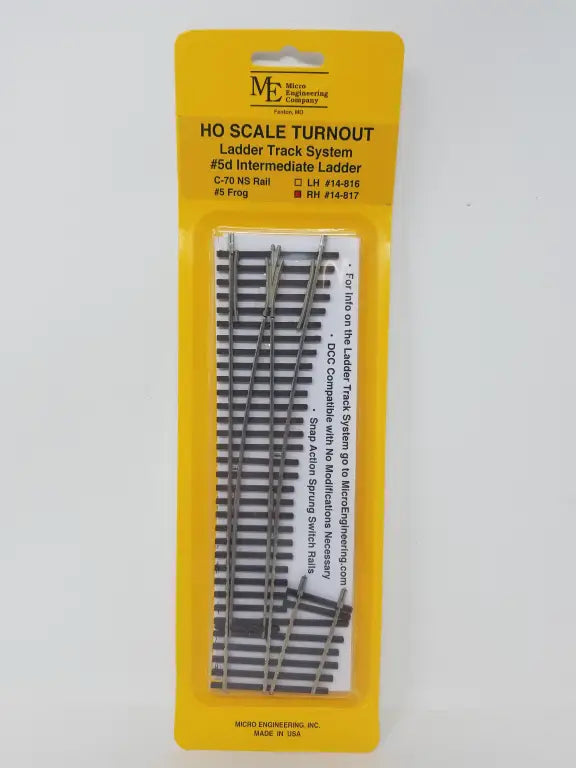 ME Micro
Engineering
Company
Fenton, MO
HO SCALE TURNOUT
Ladder Track System
#5d Intermediate Ladder
C-70 NS Rail LH #14-816
#5 Frog RH #14-817
· For Info on the Ladder Track System go to MicroEngineering.com
· DCC Compatible with No Modifications Necessary
· Snap Action Sprung Switch Rails
MICRO ENGINEERING, INC.
MADE IN USA